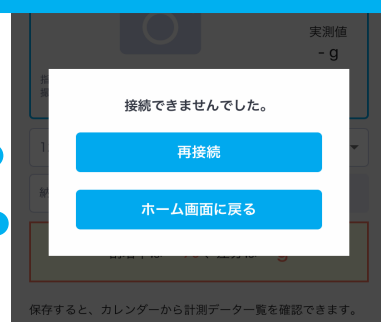 実測値
- g
接続できませんでした。
再接続
ホーム画面に戻る
保存すると、カレンダーから計測データ一覧を確認できます。